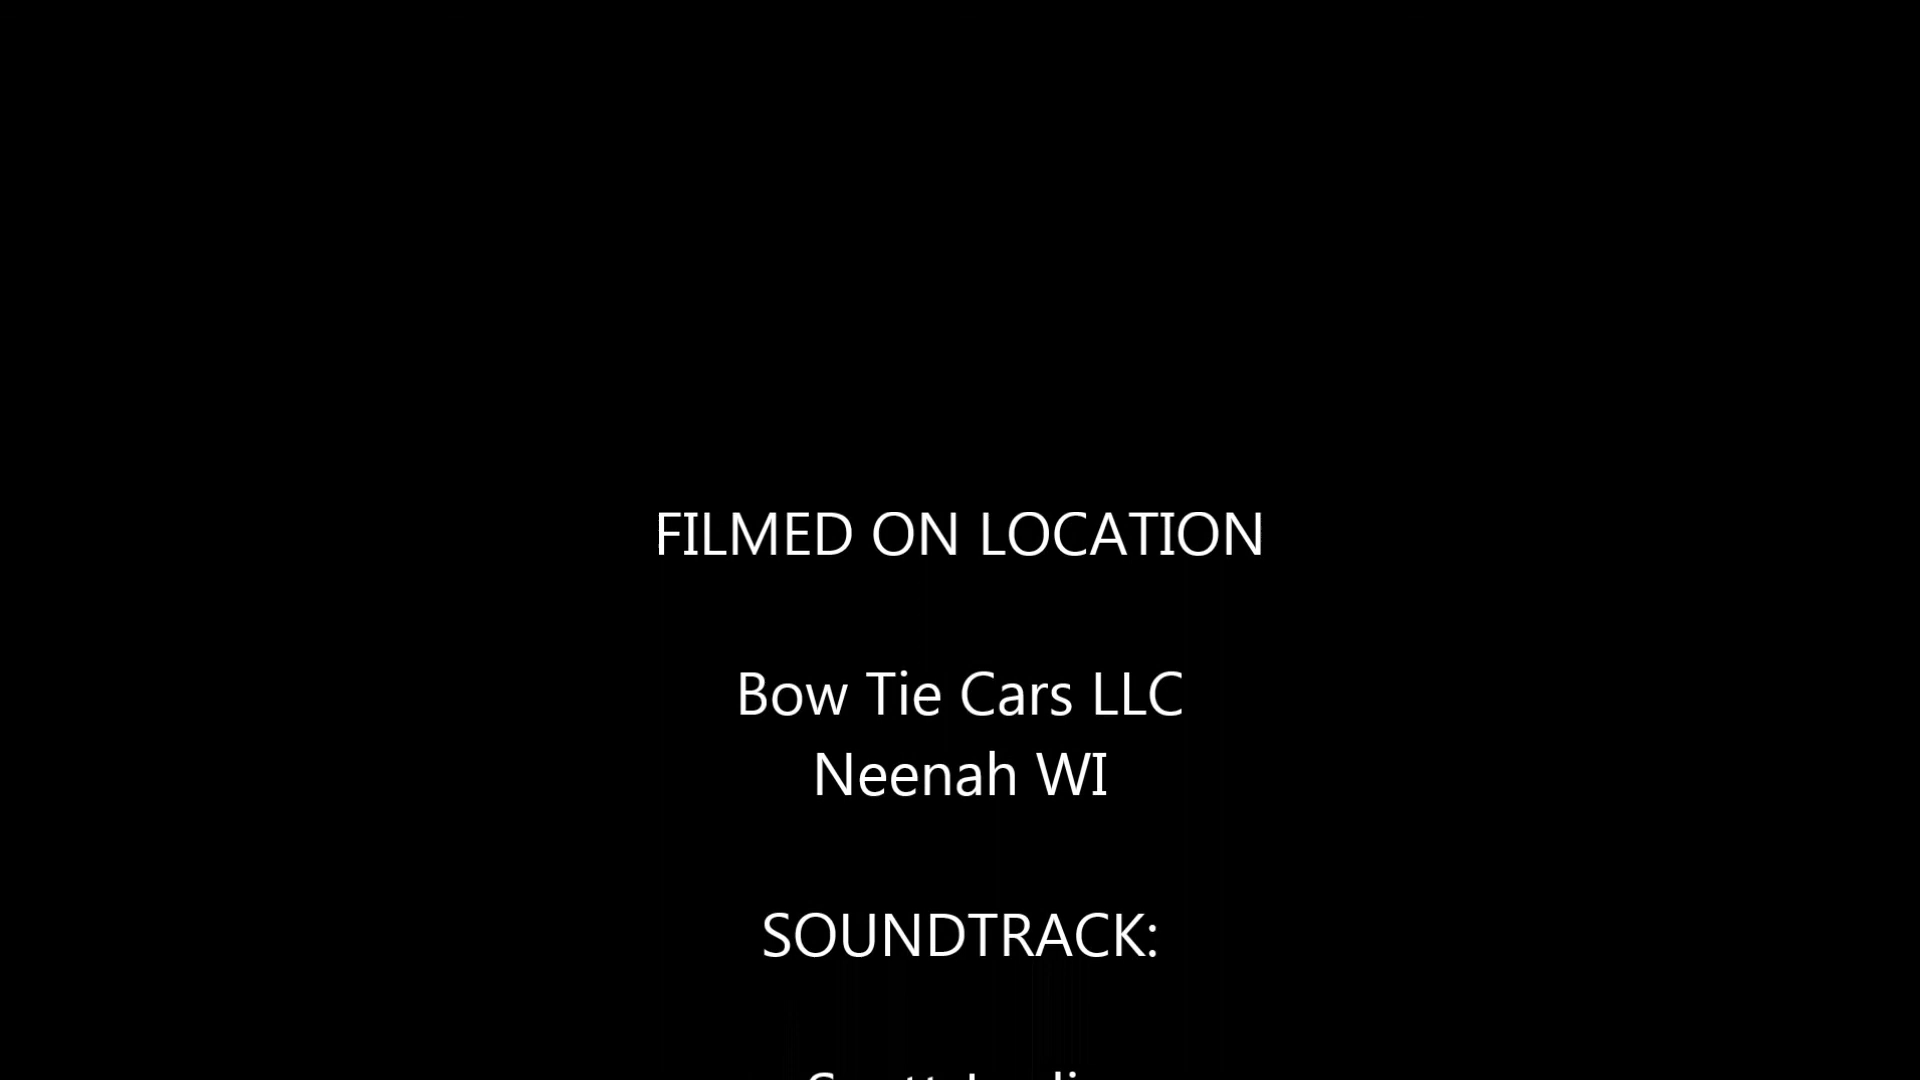 FILMED ON LOCATION
Bow Tie Cars LLC
Neenah WI
SOUNDTRACK: